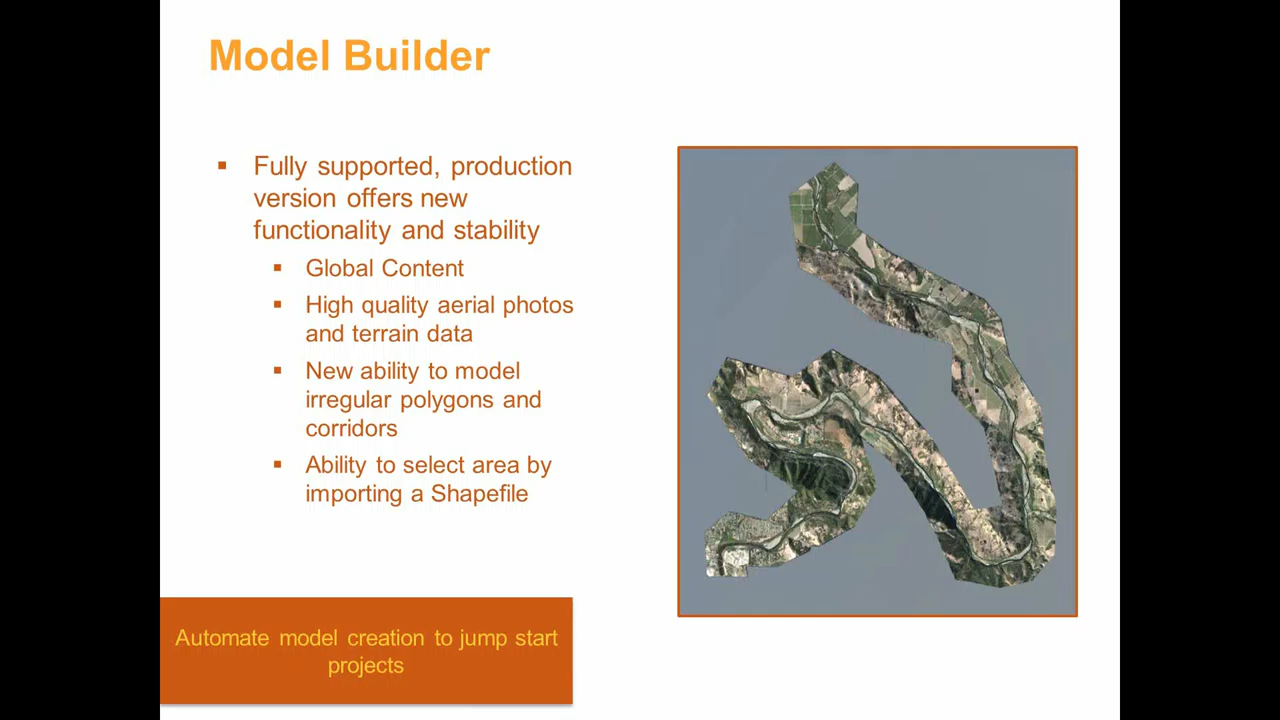 Model Builder
▪ Fully supported, production
version offers new
functionality and stability
▪ Global Content
▪ High quality aerial photos
and terrain data
▪ New ability to model
irregular polygons and
corridors
▪ Ability to select area by
importing a Shapefile
Automate model creation to jump start
projects